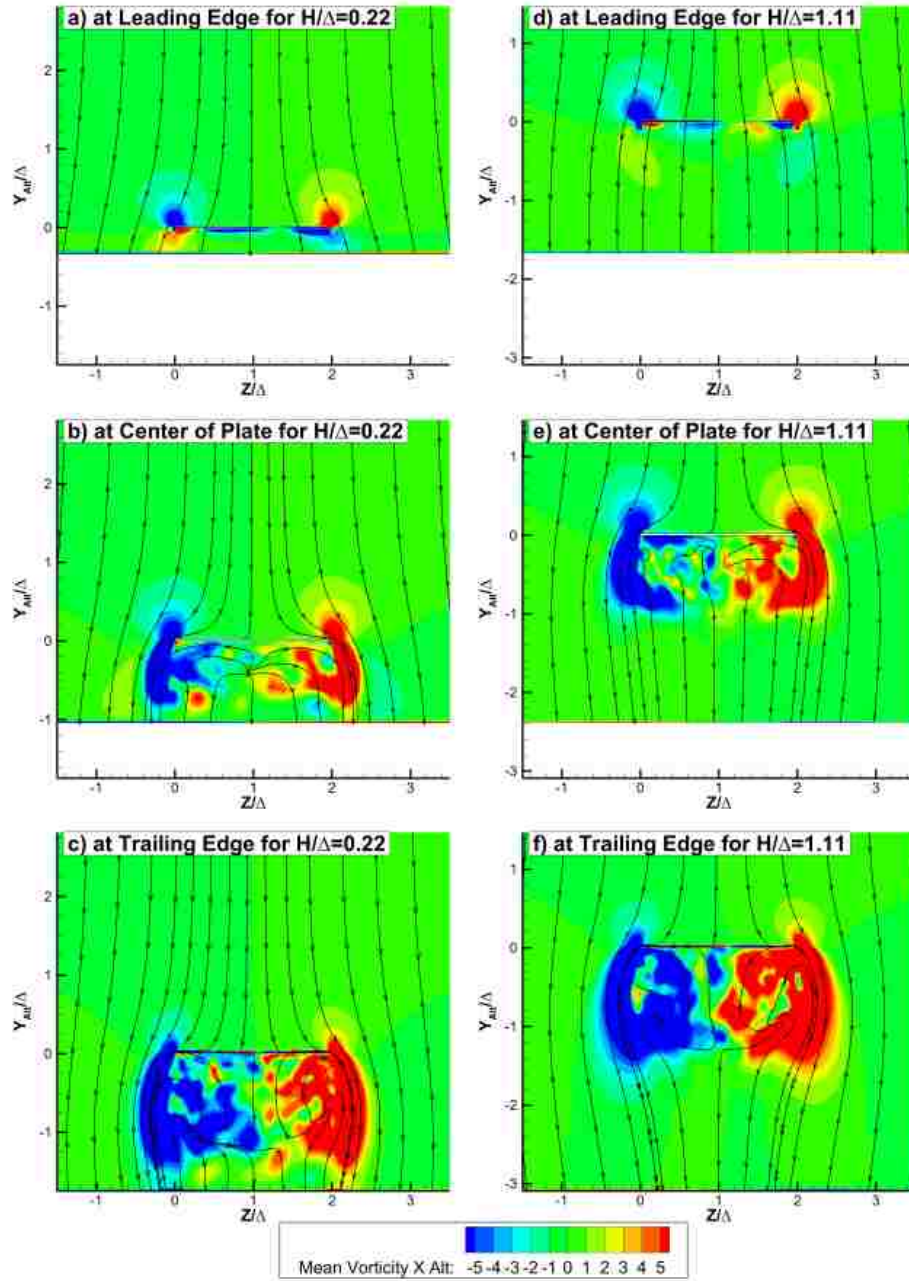 a) at Leading Edge for H/Δ=0.22
2
1
0
-1
Y_Alt/Δ
-1 0 1 2 3
Z/Δ
d) at Leading Edge for H/Δ=1.11
1
0
-1
-2
-3
Y_Alt/Δ
-1 0 1 2 3
Z/Δ
b) at Center of Plate for H/Δ=0.22
2
1
0
-1
Y_Alt/Δ
-1 0 1 2 3
Z/Δ
e) at Center of Plate for H/Δ=1.11
1
0
-1
-2
-3
Y_Alt/Δ
-1 0 1 2 3
Z/Δ
c) at Trailing Edge for H/Δ=0.22
2
1
0
-1
Y_Alt/Δ
-1 0 1 2 3
Z/Δ
f) at Trailing Edge for H/Δ=1.11
1
0
-1
-2
-3
Y_Alt/Δ
-1 0 1 2 3
Z/Δ
Mean Vorticity X Alt: -5 -4 -3 -2 -1 0 1 2 3 4 5